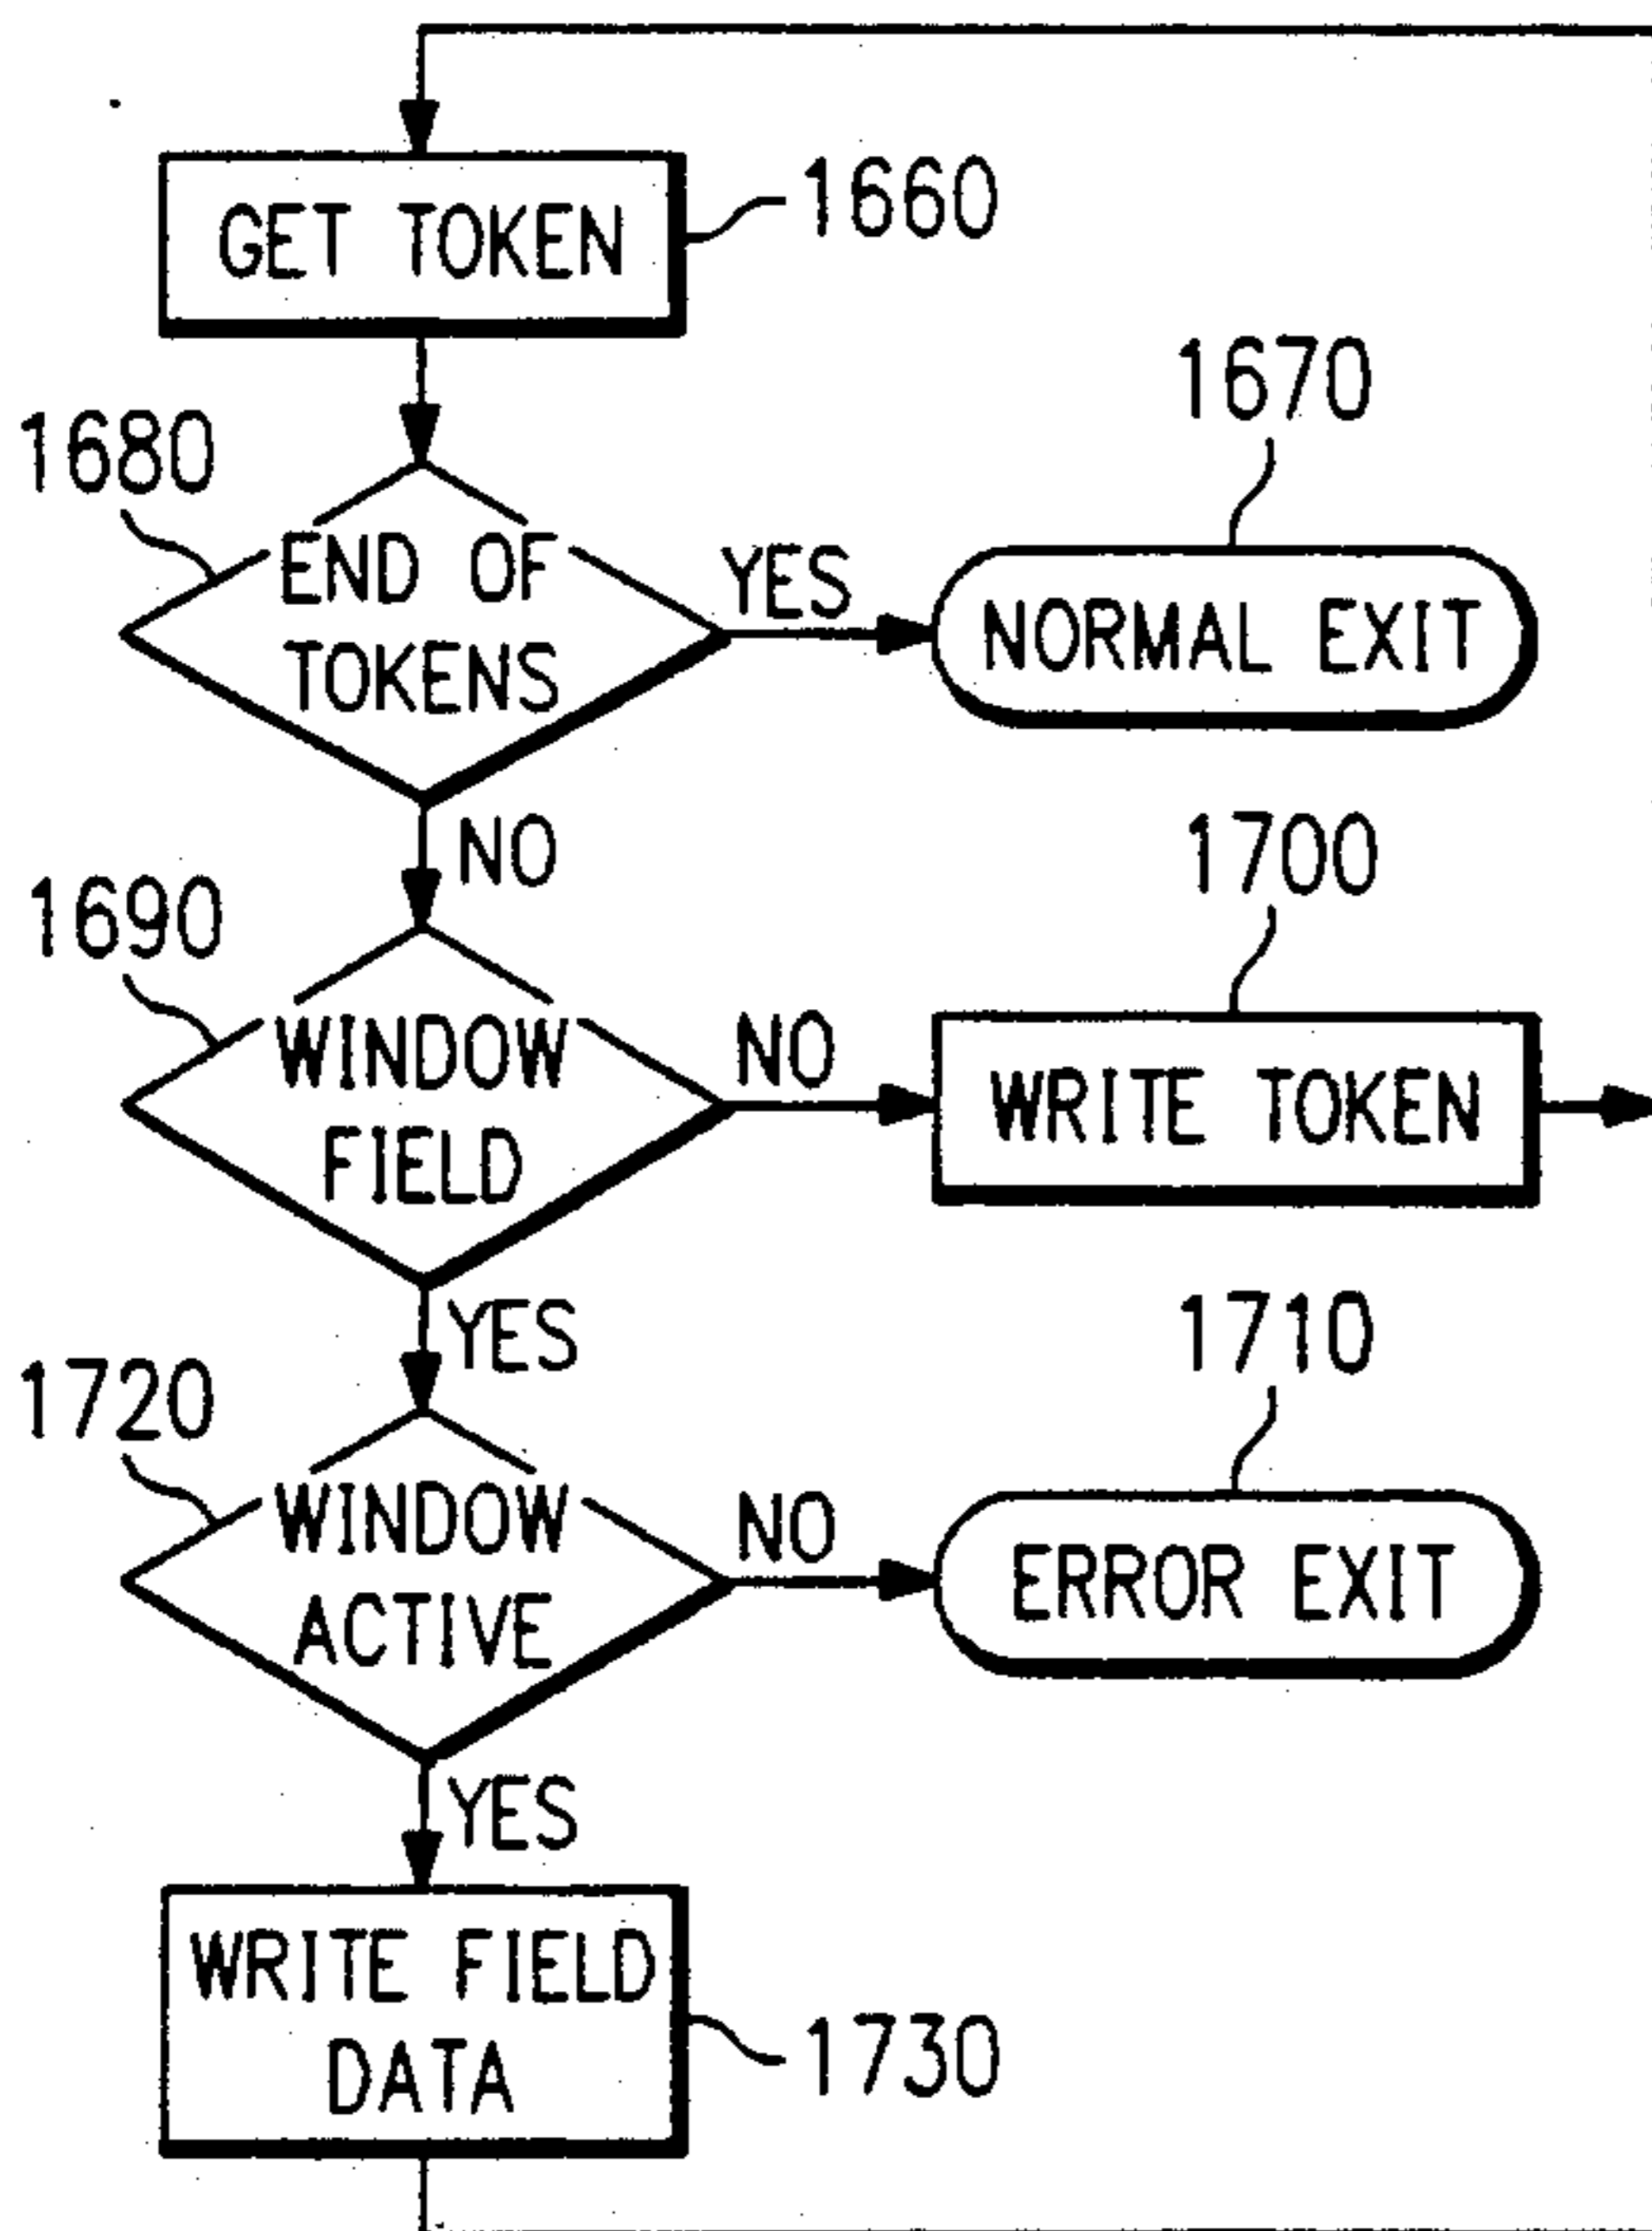 GET TOKEN
1660
1670
1680
END OF
TOKENS
YES
NORMAL EXIT
NO
1700
1690
WINDOW
FIELD
NO
WRITE TOKEN
YES
1710
1720
WINDOW
ACTIVE
NO
ERROR EXIT
YES
WRITE FIELD
DATA
1730